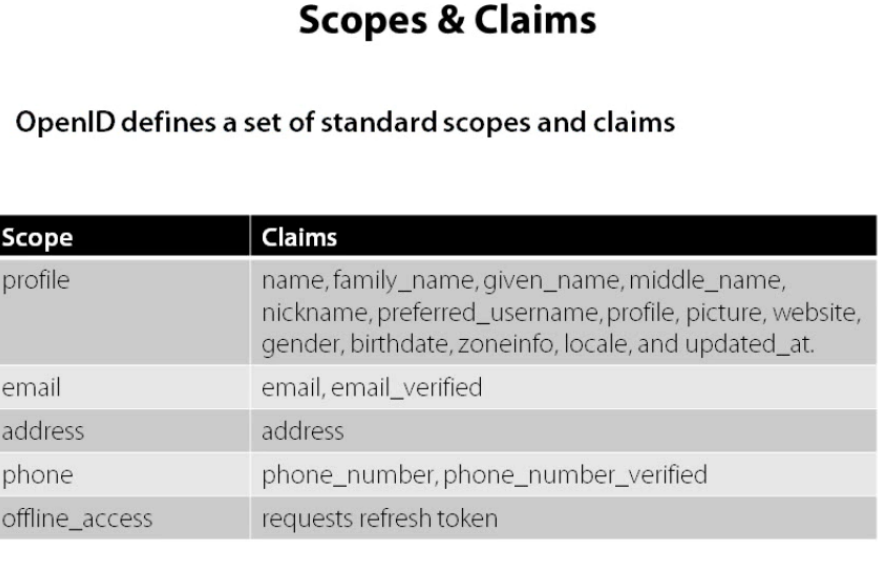 Scopes & Claims
OpenID defines a set of standard scopes and claims
Scope Claims
profile name, family_name, given_name, middle_name,
nickname, preferred_username, profile, picture, website,
gender, birthdate, zoneinfo, locale, and updated_at.
email email, email_verified
address address
phone phone_number, phone_number_verified
offline_access requests refresh token